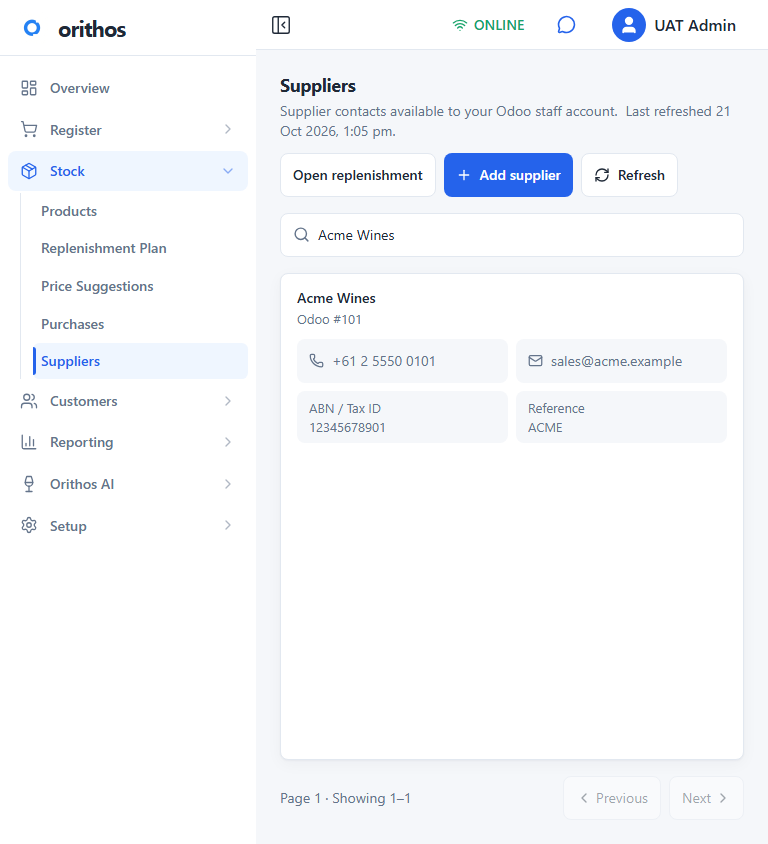 orithos
ONLINE
UAT Admin
Overview
Register
Stock
Products
Replenishment Plan
Price Suggestions
Purchases
Suppliers
Customers
Reporting
Orithos AI
Setup
Suppliers
Supplier contacts available to your Odoo staff account. Last refreshed 21
Oct 2026, 1:05 pm.
Open replenishment
Add supplier
Refresh
Acme Wines
Acme Wines
Odoo #101
+61 2 5550 0101
sales@acme.example
ABN / Tax ID
12345678901
Reference
ACME
Page 1 · Showing 1–1
Previous
Next